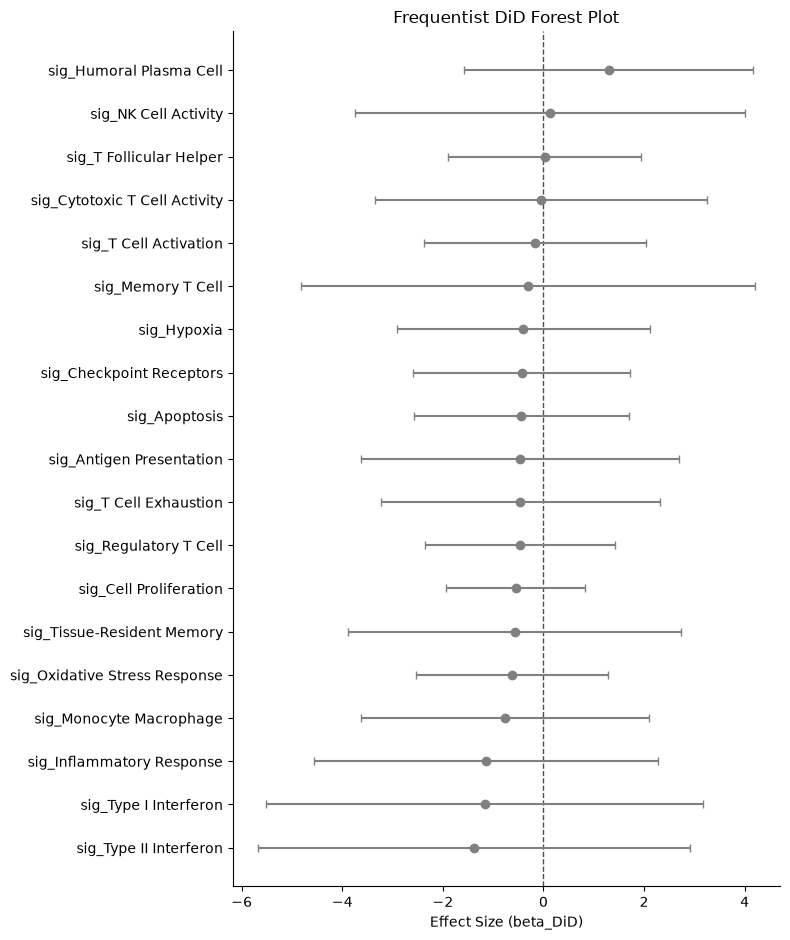 Frequentist DiD Forest Plot
sig_Humoral Plasma Cell
sig_NK Cell Activity
sig_T Follicular Helper
sig_Cytotoxic T Cell Activity
sig_T Cell Activation
sig_Memory T Cell
sig_Hypoxia
sig_Checkpoint Receptors
sig_Apoptosis
sig_Antigen Presentation
sig_T Cell Exhaustion
sig_Regulatory T Cell
sig_Cell Proliferation
sig_Tissue-Resident Memory
sig_Oxidative Stress Response
sig_Monocyte Macrophage
sig_Inflammatory Response
sig_Type I Interferon
sig_Type II Interferon
−6 −4 −2 0 2 4
Effect Size (beta_DiD)